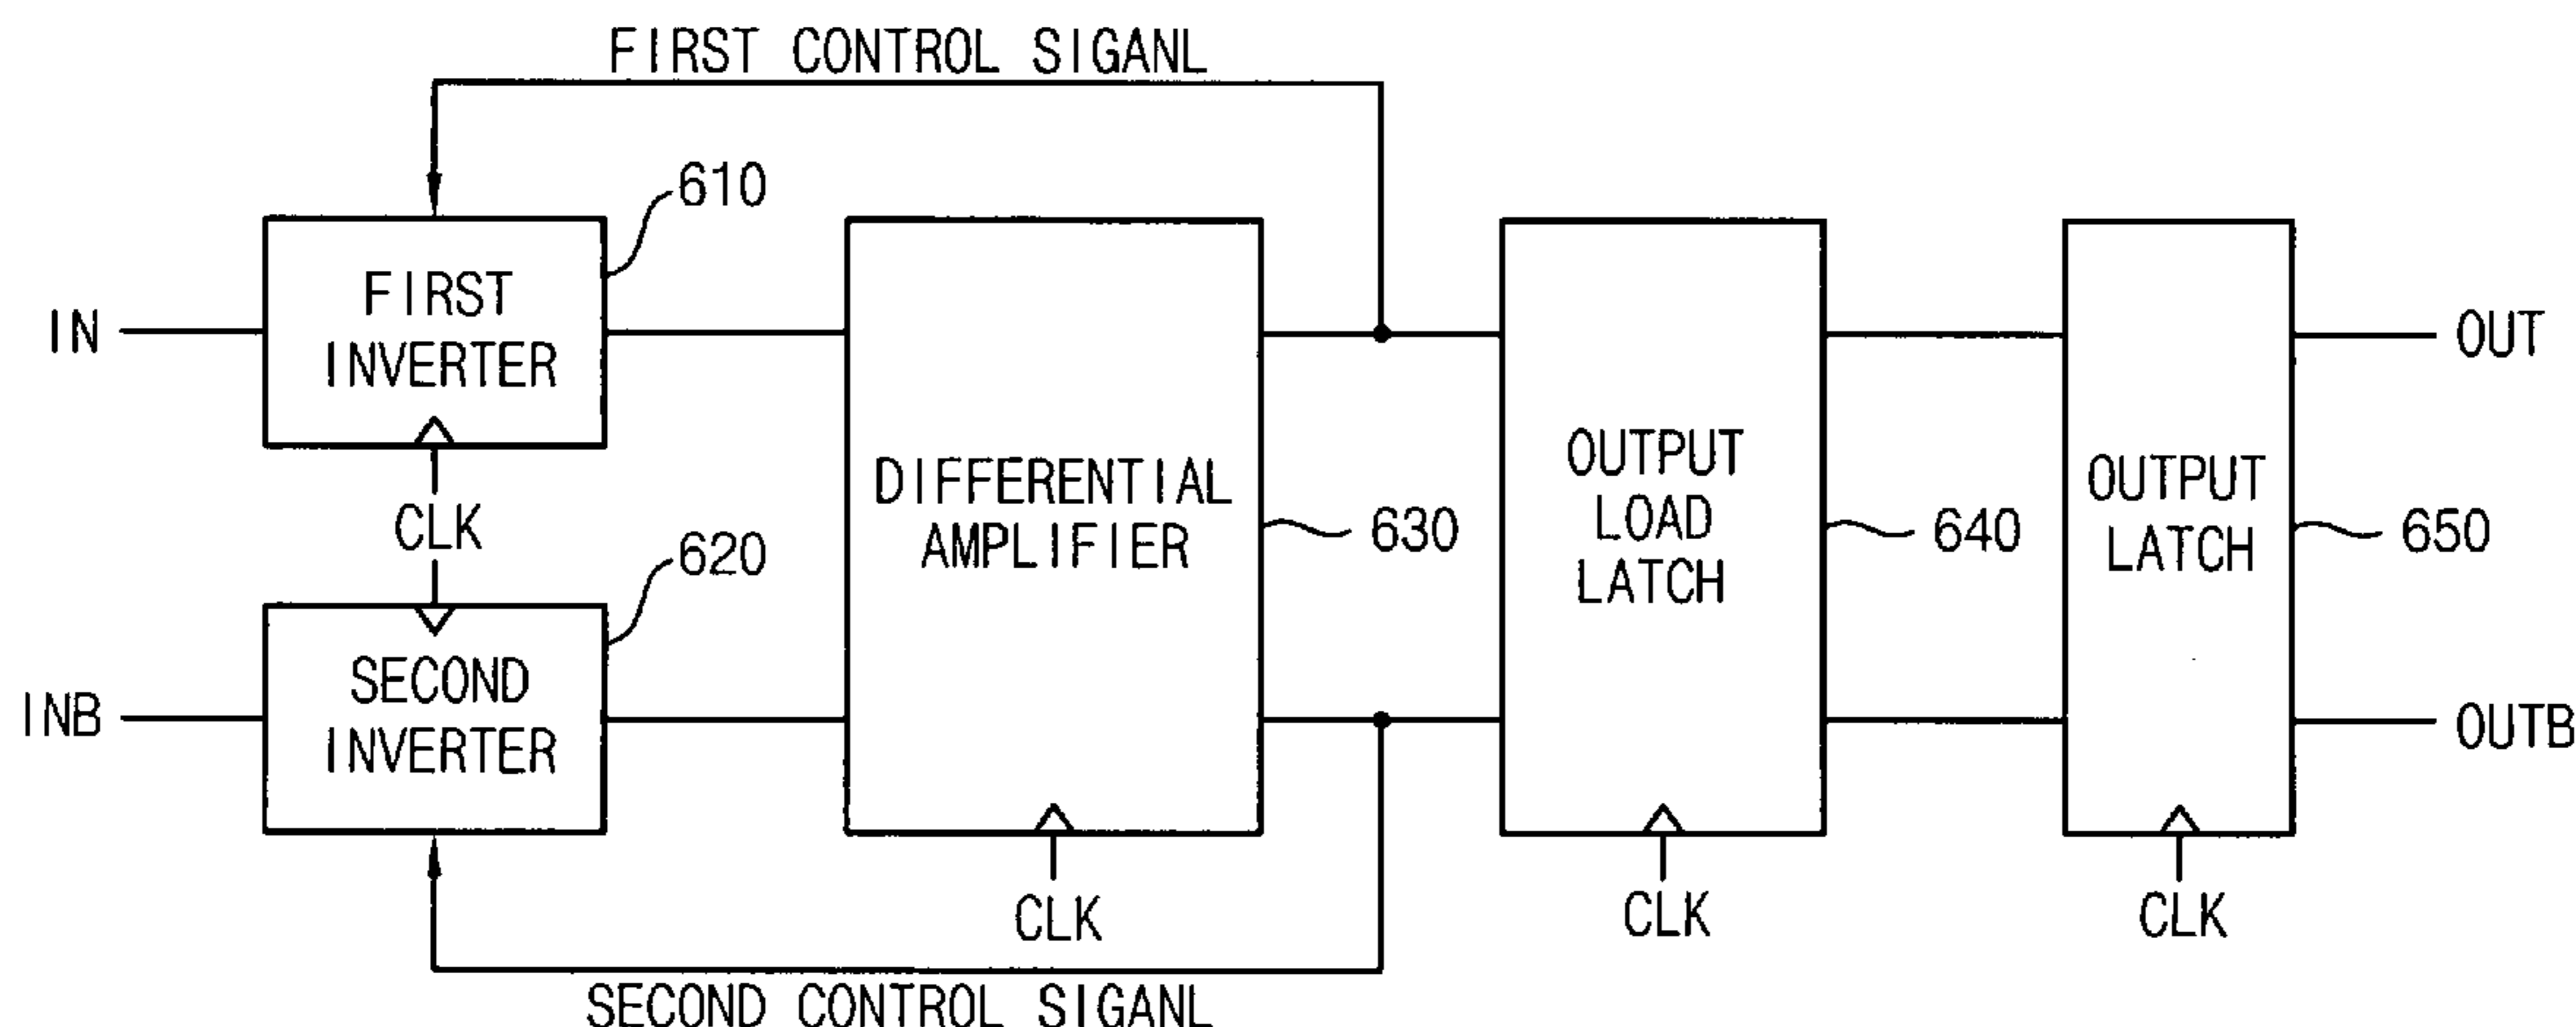 FIRST CONTROL SIGANL
610
FIRST
INVERTER
IN
CLK
620
SECOND
INVERTER
INB
DIFFERENTIAL
AMPLIFIER
630
CLK
OUTPUT
LOAD
LATCH
640
CLK
OUTPUT
LATCH
650
CLK
OUT
OUTB
SECOND CONTROL SIGANL